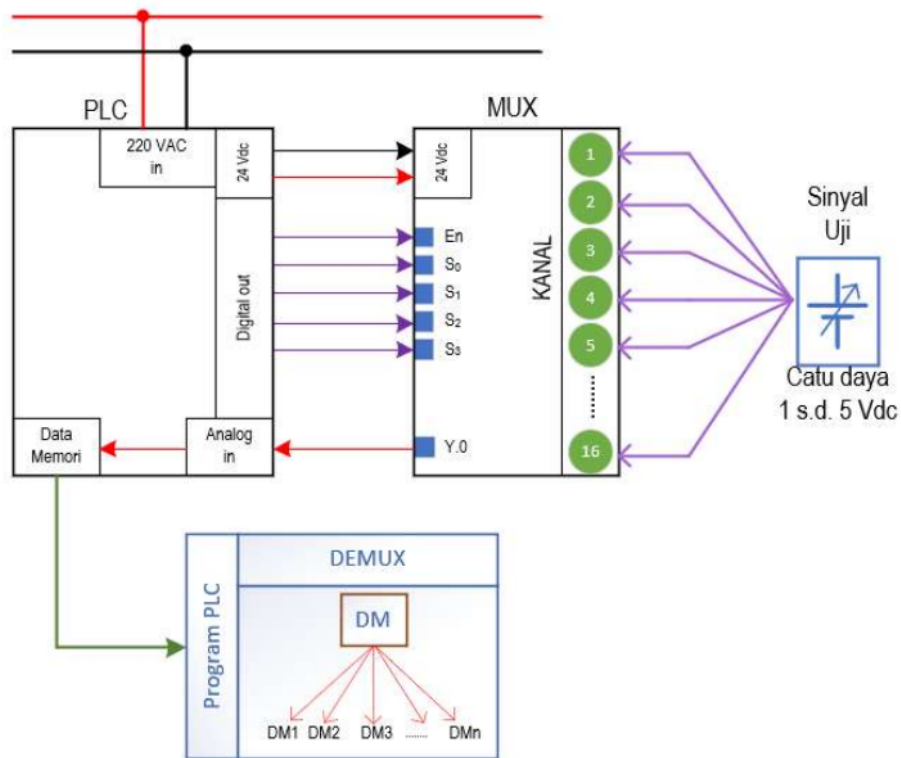 PLC
220 VAC
in
24 Vdc
Digital out
Data
Memori
Analog
in
MUX
24 Vdc
En
S₀
S₁
S₂
S₃
Y.0
KANAL
1
2
3
4
5
........
16
Sinyal
Uji
Catu daya
1 s.d. 5 Vdc
Program PLC
DEMUX
DM
DM1 DM2 DM3 ....... DMn